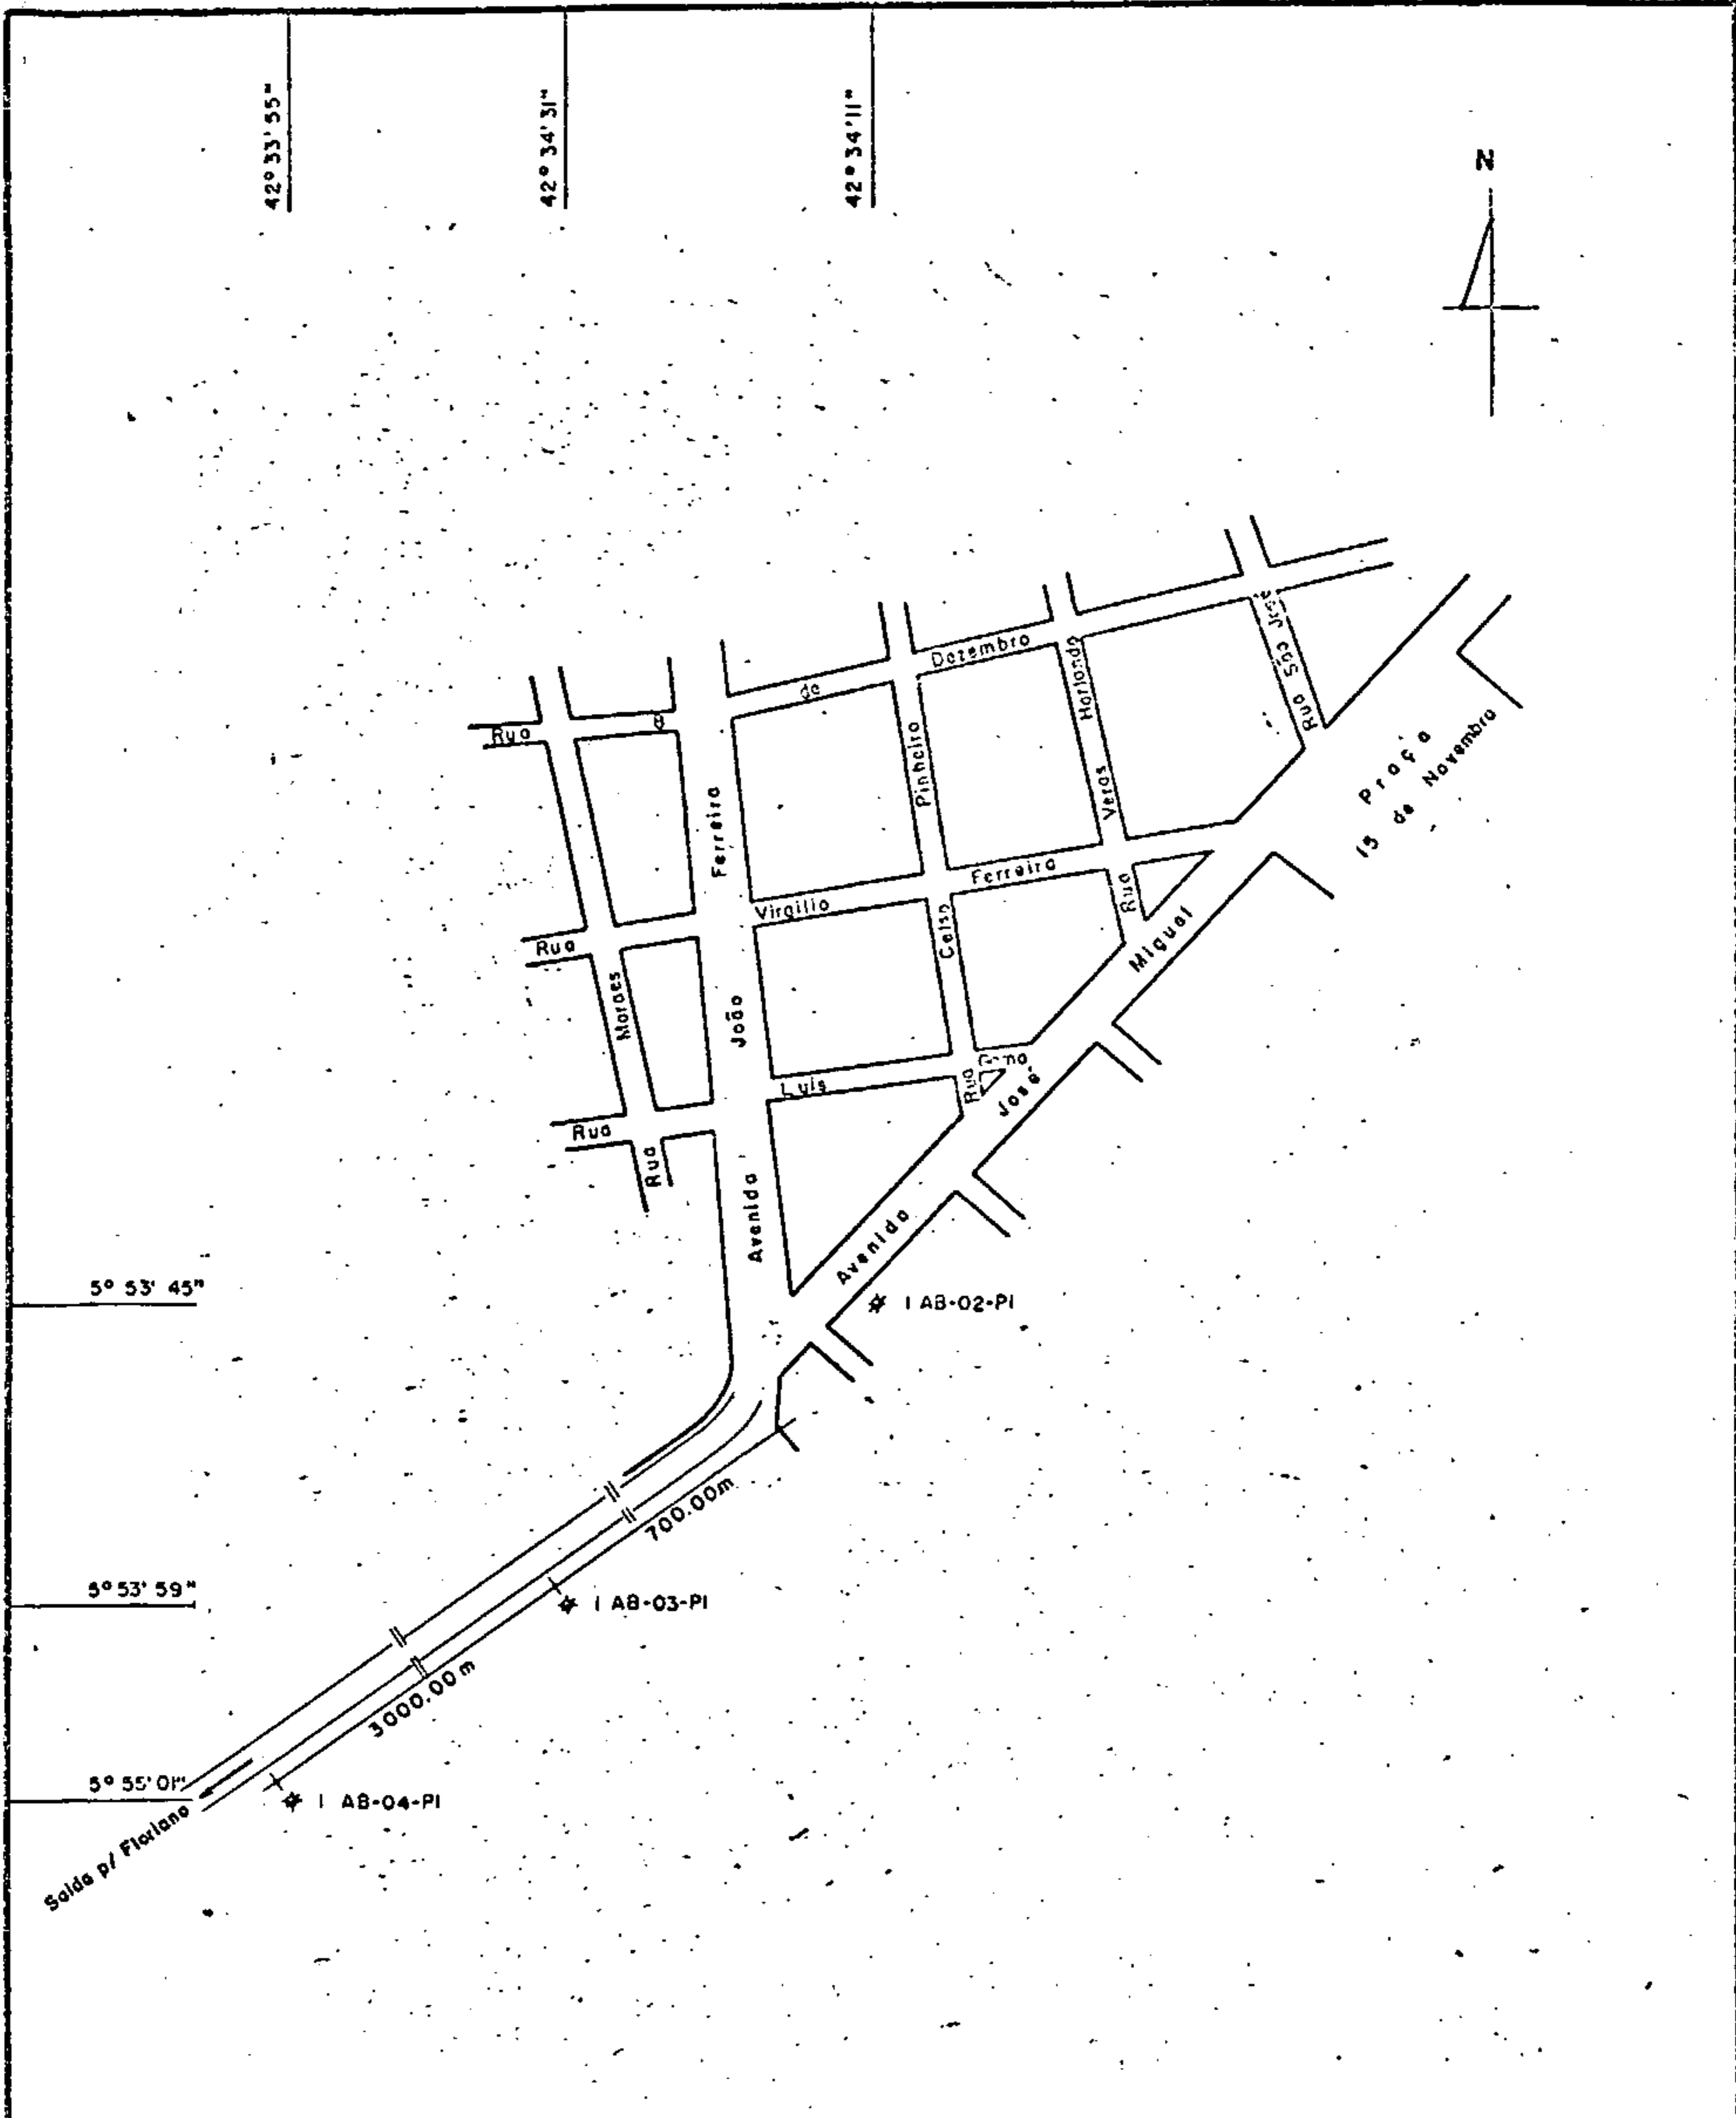 42° 33' 55"
42° 34' 31"
42° 34' 11"
N
Rua 8 de Dezembro
Rua São José
Praça
15 de Novembro
Rua Veras Horlando
Rua Celso Pinheiro
Avenida João Ferreira
Rua Virgilio Ferreira
Rua Moraes
Rua Luis Gama
Avenida José Miguel
5° 53' 45"
1 AB-02-PI
700.00m
5° 53' 59"
1 AB-03-PI
3000.00m
5° 55' 01"
1 AB-04-PI
Saida p/ Floriano